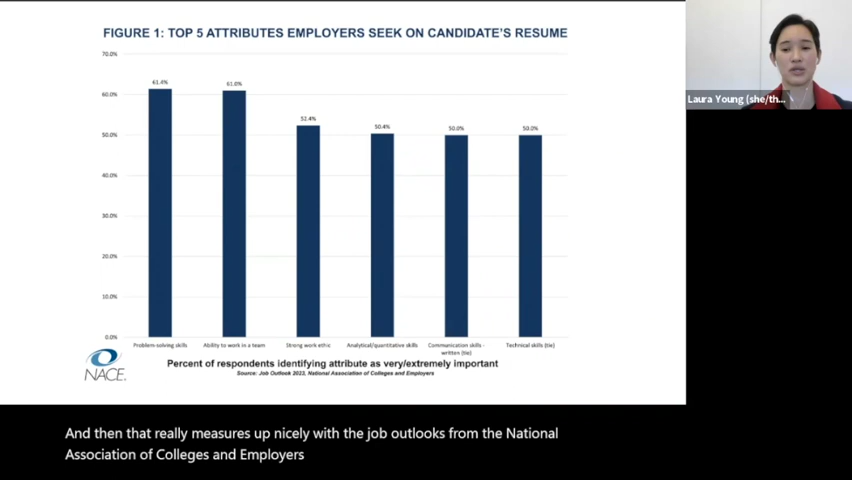 FIGURE 1: TOP 5 ATTRIBUTES EMPLOYERS SEEK ON CANDIDATE'S RESUME
70.0%
60.0%
50.0%
40.0%
30.0%
20.0%
10.0%
0.0%
61.4%
61.0%
52.4%
50.4%
50.0%
50.0%
Problem-solving skills
Ability to work in a team
Strong work ethic
Analytical/quantitative skills
Communication skills -
written (tie)
Technical skills (tie)
Percent of respondents identifying attribute as very/extremely important
Source: Job Outlook 2023, National Association of Colleges and Employers
NACE.
Laura Young (she/th...
And then that really measures up nicely with the job outlooks from the National
Association of Colleges and Employers